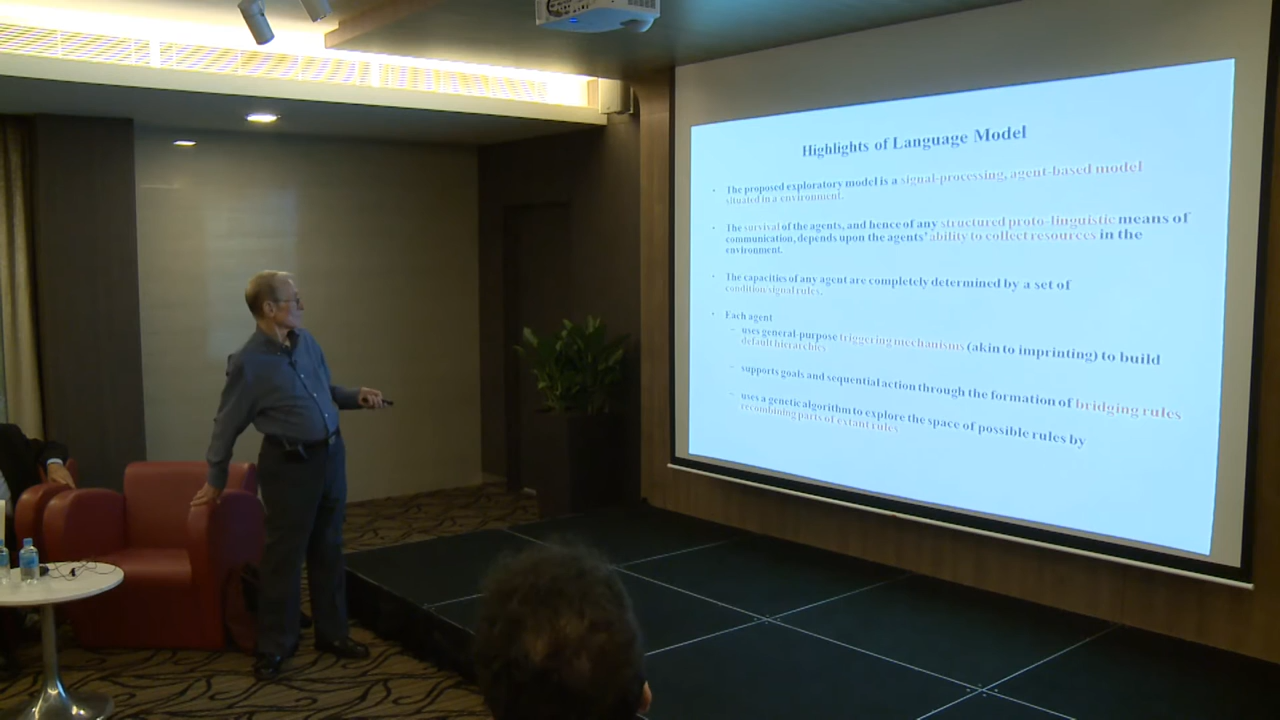 Highlights of Language Model
• The proposed exploratory model is a signal-processing, agent-based model
situated in a environment.
• The survival of the agents, and hence of any structured proto-linguistic means of
communication, depends upon the agents' ability to collect resources in the
environment.
• The capacities of any agent are completely determined by a set of
condition/signal rules.
• Each agent
– uses general-purpose triggering mechanisms (akin to imprinting) to build
default hierarchies
– supports goals and sequential action through the formation of bridging rules
– uses a genetic algorithm to explore the space of possible rules by
recombining parts of extant rules